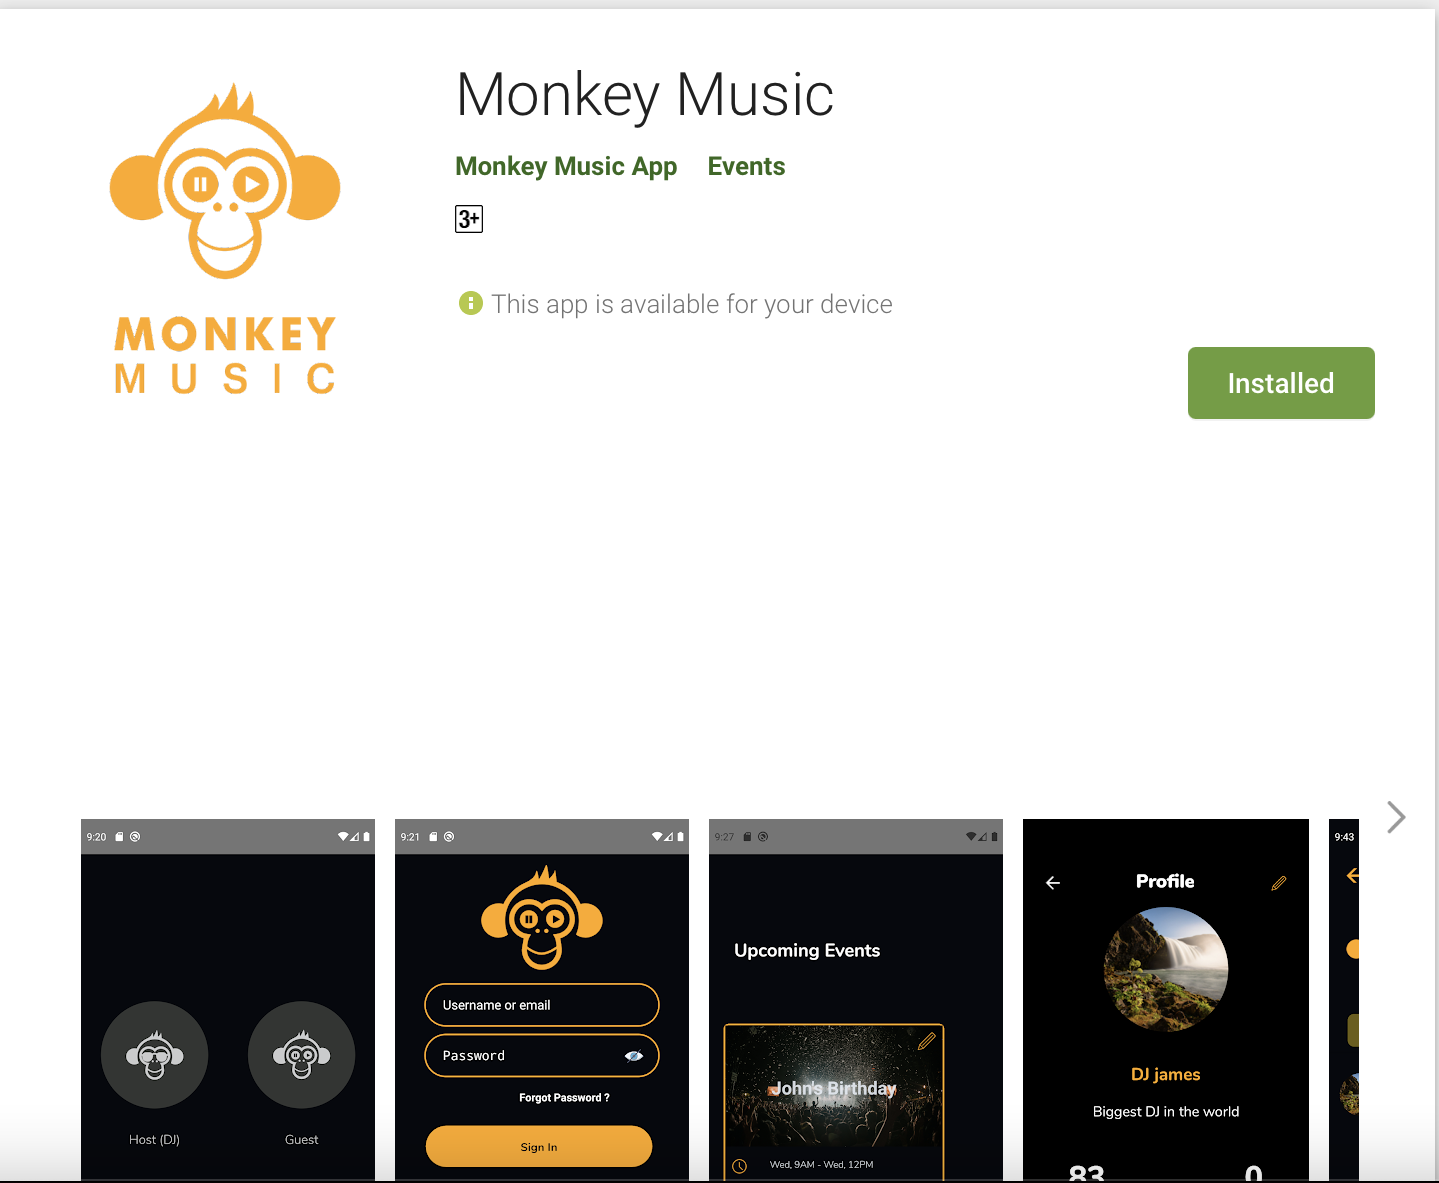 Monkey Music
Monkey Music App Events
3+
This app is available for your device
MONKEY
MUSIC
Installed
9:20
Host (DJ)
Guest
9:21
Username or email
Password
Forgot Password ?
Sign In
9:27
Upcoming Events
John's Birthday
Wed, 9AM - Wed, 12PM
Profile
DJ james
Biggest DJ in the world
83
0
9:43